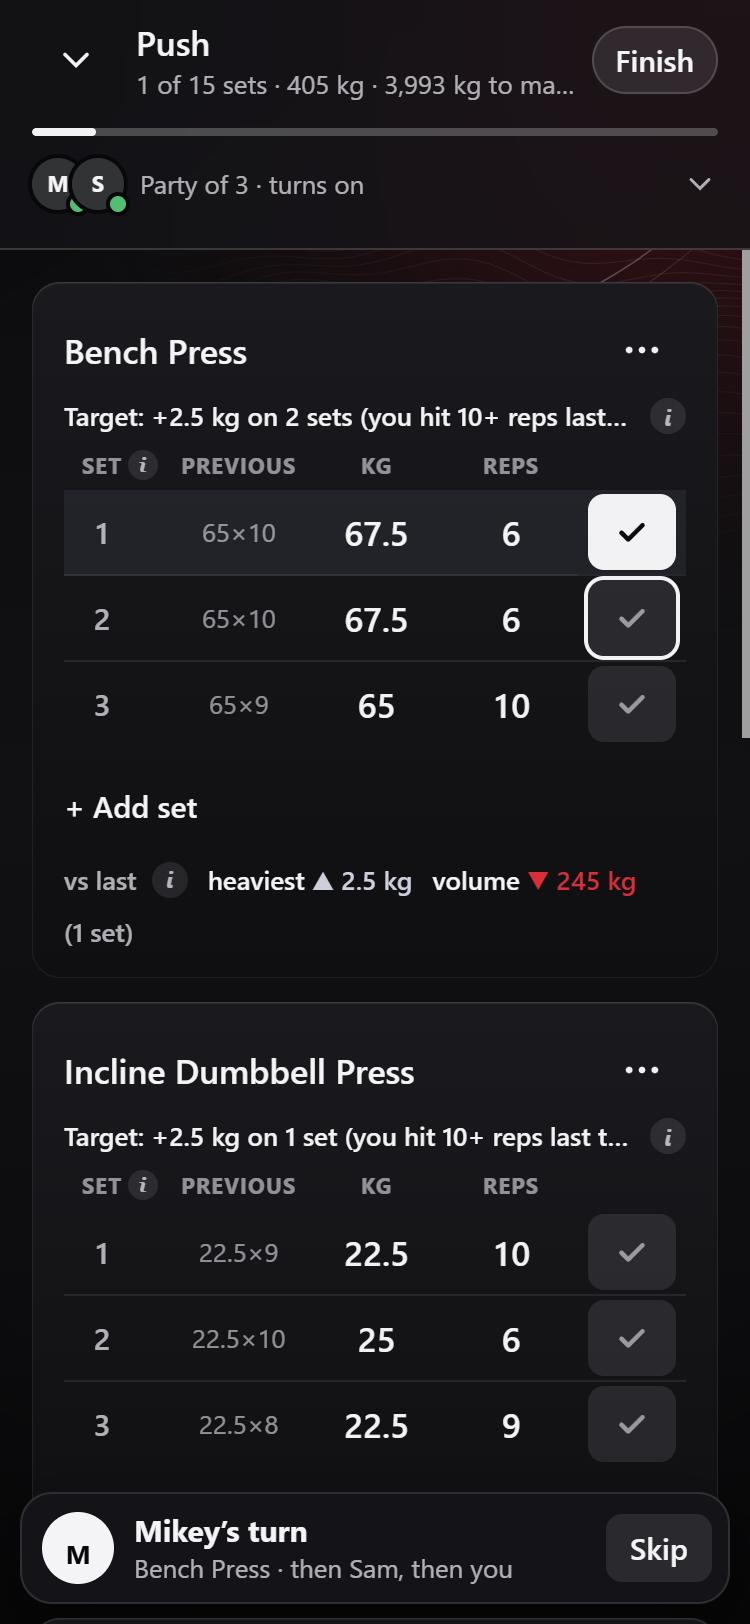 Push
1 of 15 sets · 405 kg · 3,993 kg to ma...
Finish
M S Party of 3 · turns on
Bench Press
Target: +2.5 kg on 2 sets (you hit 10+ reps last... i
SET i PREVIOUS KG REPS
1 65×10 67.5 6
2 65×10 67.5 6
3 65×9 65 10
+ Add set
vs last i heaviest ▲ 2.5 kg volume ▼ 245 kg
(1 set)
Incline Dumbbell Press
Target: +2.5 kg on 1 set (you hit 10+ reps last t... i
SET i PREVIOUS KG REPS
1 22.5×9 22.5 10
2 22.5×10 25 6
3 22.5×8 22.5 9
M
Mikey’s turn
Bench Press · then Sam, then you
Skip